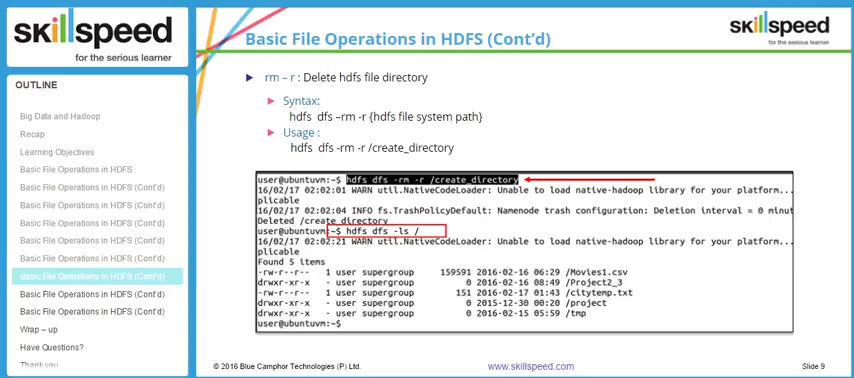 skillspeed
for the serious learner
OUTLINE
Big Data and Hadoop
Recap
Learning Objectives
Basic File Operations in HDFS
Basic File Operations in HDFS (Cont'd)
Basic File Operations in HDFS (Cont'd)
Basic File Operations in HDFS (Cont'd)
Basic File Operations in HDFS (Cont'd)
Basic File Operations in HDFS (Cont'd)
Basic File Operations in HDFS (Cont'd)
Basic File Operations in HDFS (Cont'd)
Basic File Operations in HDFS (Cont'd)
Wrap – up
Have Questions?
Thank you
Basic File Operations in HDFS (Cont'd)
skillspeed
for the serious learner
rm – r : Delete hdfs file directory
Syntax:
hdfs dfs –rm -r {hdfs file system path}
Usage :
hdfs dfs -rm -r /create_directory
user@ubuntuvm:~$ hdfs dfs -rm -r /create_directory
16/02/17 02:02:01 WARN util.NativeCodeLoader: Unable to load native-hadoop library for your platform...
plicable
16/02/17 02:02:04 INFO fs.TrashPolicyDefault: Namenode trash configuration: Deletion interval = 0 minut
Deleted /create_directory
user@ubuntuvm:~$ hdfs dfs -ls /
16/02/17 02:02:21 WARN util.NativeCodeLoader: Unable to load native-hadoop library for your platform...
plicable
Found 5 items
-rw-r--r-- 1 user supergroup 159591 2016-02-16 06:29 /Movies1.csv
drwxr-xr-x - user supergroup 0 2016-02-16 08:49 /Project2_3
-rw-r--r-- 1 user supergroup 151 2016-02-17 01:43 /citytemp.txt
drwxr-xr-x - user supergroup 0 2015-12-30 00:20 /project
drwxr-xr-x - user supergroup 0 2016-02-15 05:59 /tmp
user@ubuntuvm:~$
© 2016 Blue Camphor Technologies (P) Ltd.
www.skillspeed.com
Slide 9